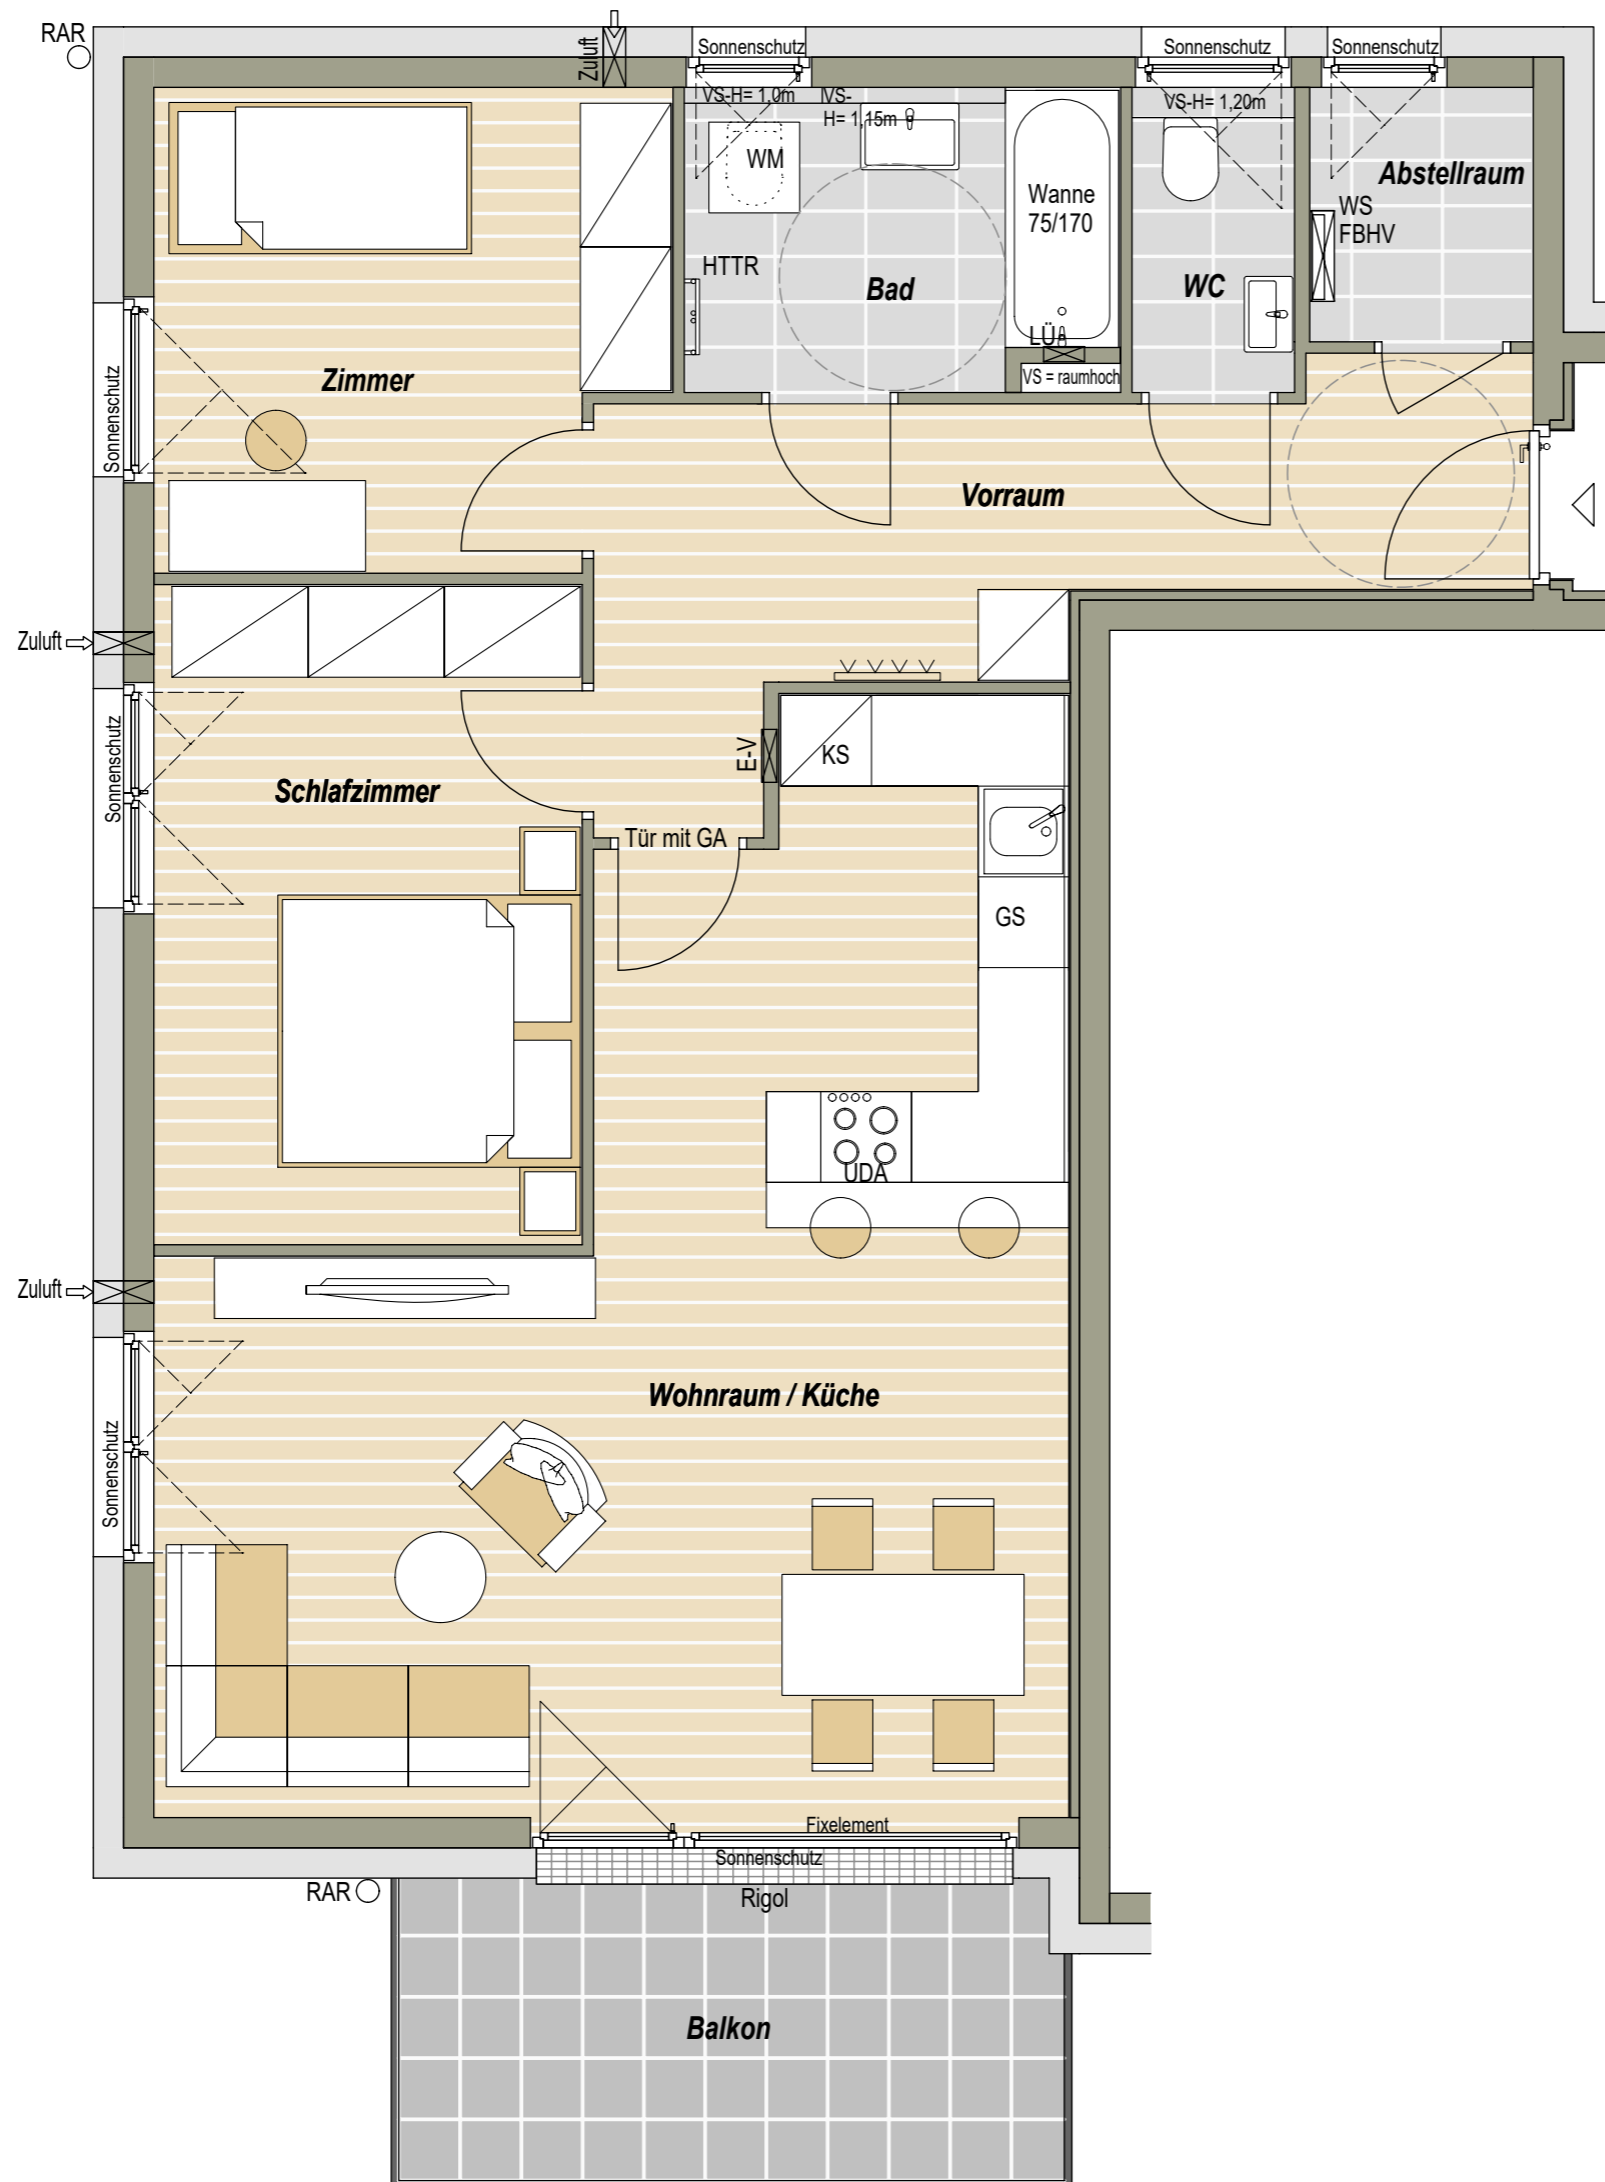 RAR
Zuluft
Sonnenschutz
Sonnenschutz
Sonnenschutz
VS-H= 1,0m
VS-
H= 1,15m
VS-H= 1,20m
WM
Wanne
75/170
Abstellraum
WS
FBHV
HTTR
Bad
WC
LÜ
VS = raumhoch
Zimmer
Sonnenschutz
Vorraum
Zuluft
Sonnenschutz
E-V
KS
Schlafzimmer
Tür mit GA
GS
UDA
Zuluft
Wohnraum / Küche
Sonnenschutz
Fixelement
Sonnenschutz
RAR
Rigol
Balkon